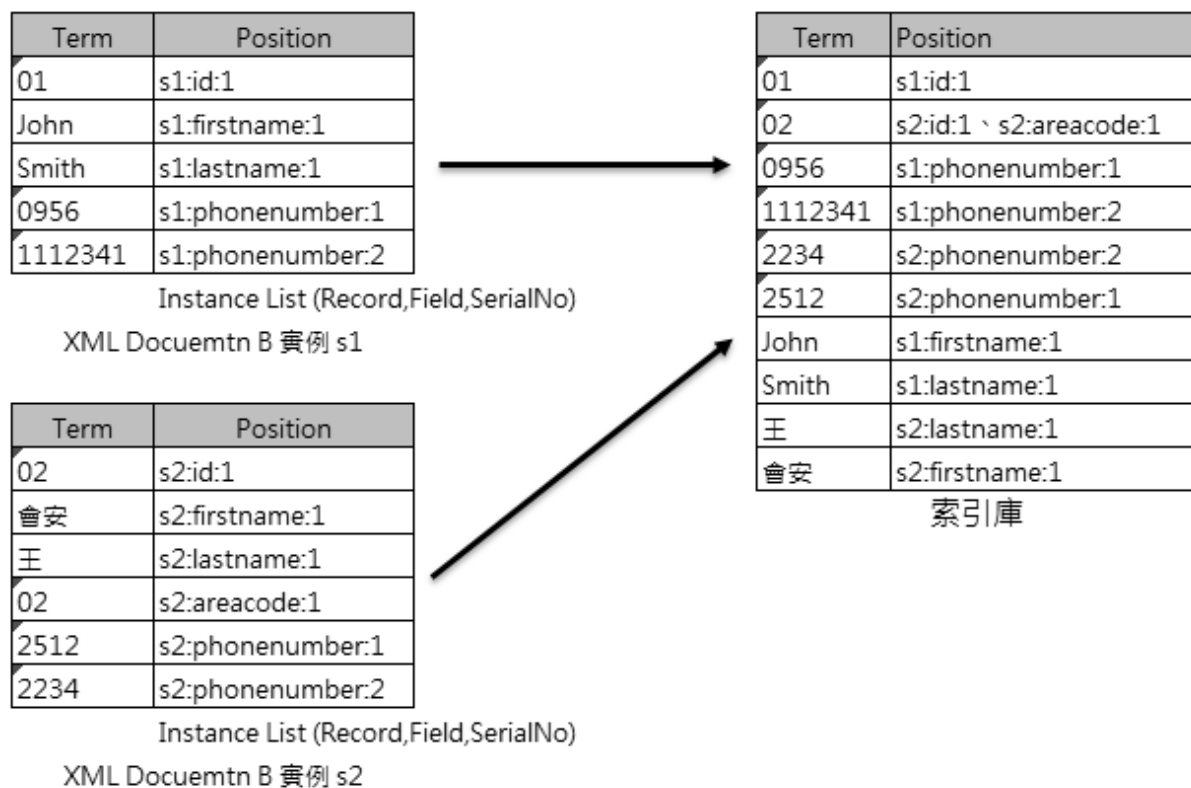 Term Position
01 s1:id:1
John s1:firstname:1
Smith s1:lastname:1
0956 s1:phonenumber:1
1112341 s1:phonenumber:2
Instance List (Record,Field,SerialNo)
XML Docuemtn B 實例 s1
Term Position
02 s2:id:1
會安 s2:firstname:1
王 s2:lastname:1
02 s2:areacode:1
2512 s2:phonenumber:1
2234 s2:phonenumber:2
Instance List (Record,Field,SerialNo)
XML Docuemtn B 實例 s2
Term Position
01 s1:id:1
02 s2:id:1、s2:areacode:1
0956 s1:phonenumber:1
1112341 s1:phonenumber:2
2234 s2:phonenumber:2
2512 s2:phonenumber:1
John s1:firstname:1
Smith s1:lastname:1
王 s2:lastname:1
會安 s2:firstname:1
索引庫